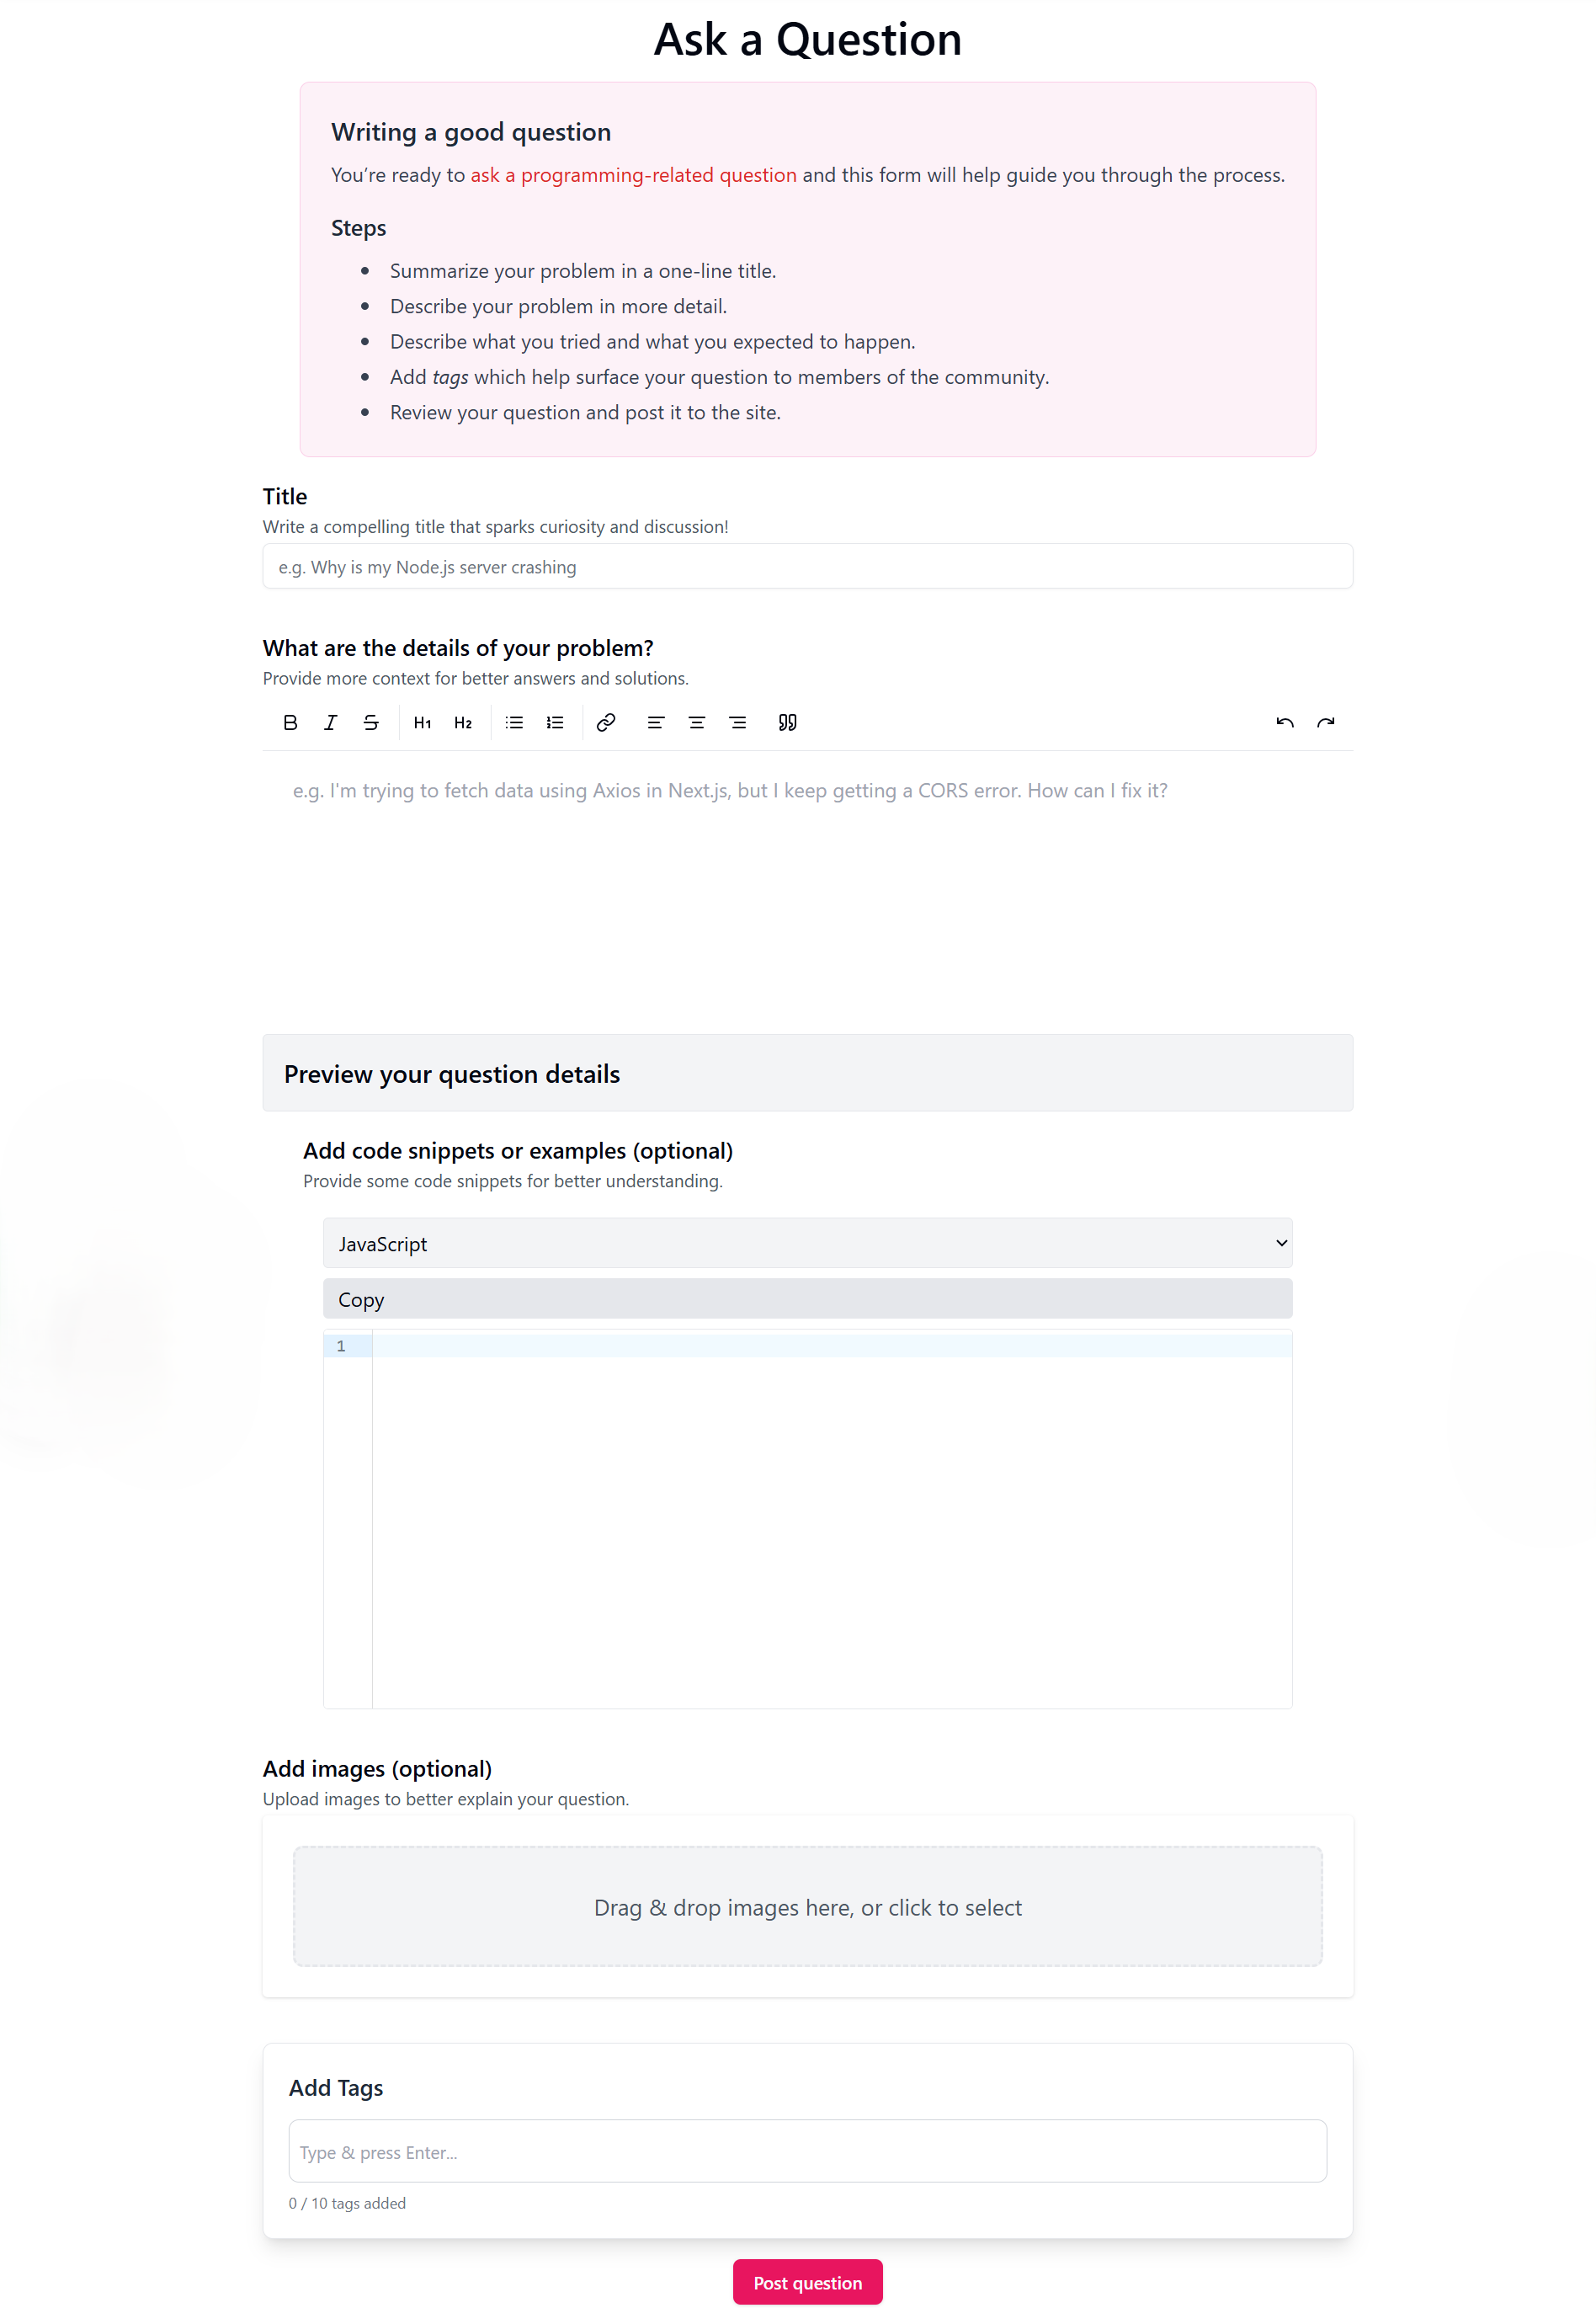 Ask a Question
Writing a good question
You’re ready to ask a programming-related question and this form will help guide you through the process.
Steps
Summarize your problem in a one-line title.
Describe your problem in more detail.
Describe what you tried and what you expected to happen.
Add tags which help surface your question to members of the community.
Review your question and post it to the site.
Title
Write a compelling title that sparks curiosity and discussion!
e.g. Why is my Node.js server crashing
What are the details of your problem?
Provide more context for better answers and solutions.
H1 H2
e.g. I'm trying to fetch data using Axios in Next.js, but I keep getting a CORS error. How can I fix it?
Preview your question details
Add code snippets or examples (optional)
Provide some code snippets for better understanding.
JavaScript
Copy
1
Add images (optional)
Upload images to better explain your question.
Drag & drop images here, or click to select
Add Tags
Type & press Enter...
0 / 10 tags added
Post question